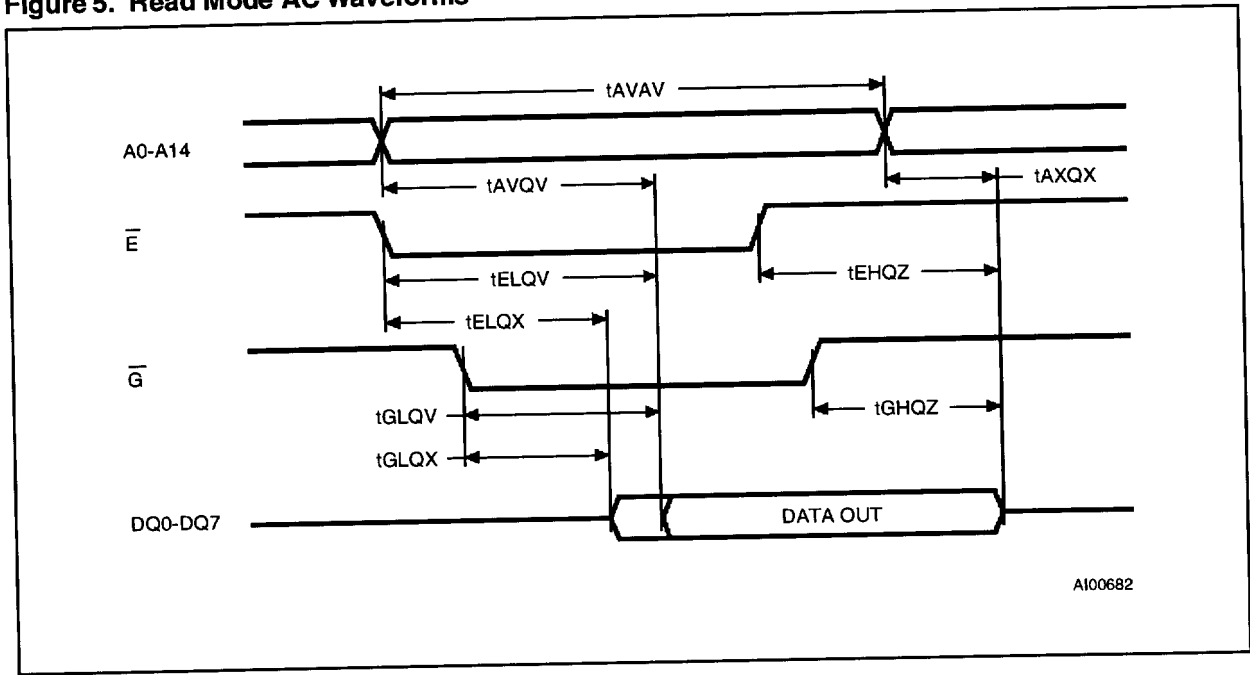 Figure 5. Read Mode AC Waveforms
tAVAV
A0-A14
tAVQV
tAXQX
E
tELQV
tEHQZ
tELQX
G
tGLQV
tGHQZ
tGLQX
DQ0-DQ7
DATA OUT
AI00682